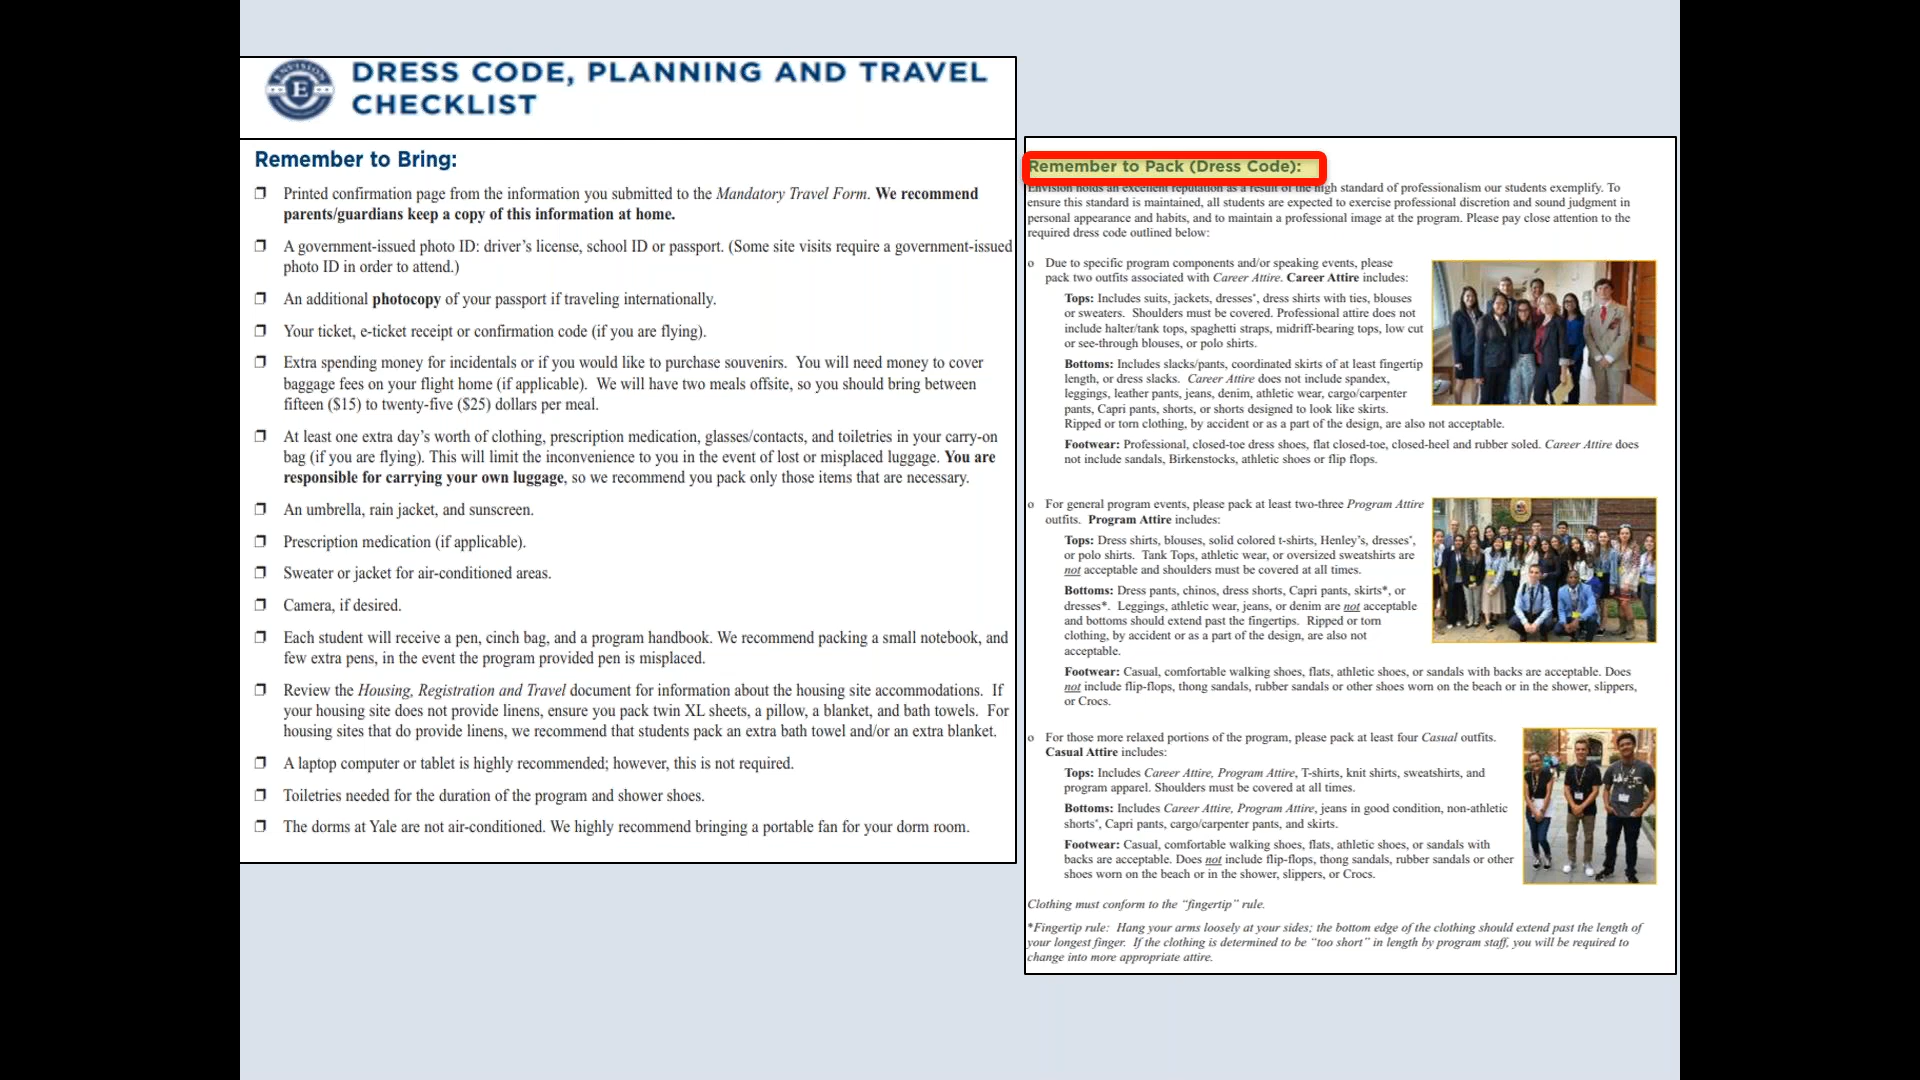 ENVISION
E
DRESS CODE, PLANNING AND TRAVEL
CHECKLIST
Remember to Bring:
❒ Printed confirmation page from the information you submitted to the Mandatory Travel Form. We recommend
parents/guardians keep a copy of this information at home.
❒ A government-issued photo ID: driver’s license, school ID or passport. (Some site visits require a government-issued
photo ID in order to attend.)
❒ An additional photocopy of your passport if traveling internationally.
❒ Your ticket, e-ticket receipt or confirmation code (if you are flying).
❒ Extra spending money for incidentals or if you would like to purchase souvenirs. You will need money to cover
baggage fees on your flight home (if applicable). We will have two meals offsite, so you should bring between
fifteen ($15) to twenty-five ($25) dollars per meal.
❒ At least one extra day’s worth of clothing, prescription medication, glasses/contacts, and toiletries in your carry-on
bag (if you are flying). This will limit the inconvenience to you in the event of lost or misplaced luggage. You are
responsible for carrying your own luggage, so we recommend you pack only those items that are necessary.
❒ An umbrella, rain jacket, and sunscreen.
❒ Prescription medication (if applicable).
❒ Sweater or jacket for air-conditioned areas.
❒ Camera, if desired.
❒ Each student will receive a pen, cinch bag, and a program handbook. We recommend packing a small notebook, and
few extra pens, in the event the program provided pen is misplaced.
❒ Review the Housing, Registration and Travel document for information about the housing site accommodations. If
your housing site does not provide linens, ensure you pack twin XL sheets, a pillow, a blanket, and bath towels. For
housing sites that do provide linens, we recommend that students pack an extra bath towel and/or an extra blanket.
❒ A laptop computer or tablet is highly recommended; however, this is not required.
❒ Toiletries needed for the duration of the program and shower shoes.
❒ The dorms at Yale are not air-conditioned. We highly recommend bringing a portable fan for your dorm room.
Remember to Pack (Dress Code):
Envision holds an excellent reputation as a result of the high standard of professionalism our students exemplify. To
ensure this standard is maintained, all students are expected to exercise professional discretion and sound judgment in
personal appearance and habits, and to maintain a professional image at the program. Please pay close attention to the
required dress code outlined below:
o Due to specific program components and/or speaking events, please
pack two outfits associated with Career Attire. Career Attire includes:
Tops: Includes suits, jackets, dresses*, dress shirts with ties, blouses
or sweaters. Shoulders must be covered. Professional attire does not
include halter/tank tops, spaghetti straps, midriff-bearing tops, low cut
or see-through blouses, or polo shirts.
Bottoms: Includes slacks/pants, coordinated skirts of at least fingertip
length, or dress slacks. Career Attire does not include spandex,
leggings, leather pants, jeans, denim, athletic wear, cargo/carpenter
pants, Capri pants, shorts, or shorts designed to look like skirts.
Ripped or torn clothing, by accident or as a part of the design, are also not acceptable.
Footwear: Professional, closed-toe dress shoes, flat closed-toe, closed-heel and rubber soled. Career Attire does
not include sandals, Birkenstocks, athletic shoes or flip flops.
o For general program events, please pack at least two-three Program Attire
outfits. Program Attire includes:
Tops: Dress shirts, blouses, solid colored t-shirts, Henley’s, dresses*,
or polo shirts. Tank Tops, athletic wear, or oversized sweatshirts are
not acceptable and shoulders must be covered at all times.
Bottoms: Dress pants, chinos, dress shorts, Capri pants, skirts*, or
dresses*. Leggings, athletic wear, jeans, or denim are not acceptable
and bottoms should extend past the fingertips. Ripped or torn
clothing, by accident or as a part of the design, are also not
acceptable.
Footwear: Casual, comfortable walking shoes, flats, athletic shoes, or sandals with backs are acceptable. Does
not include flip-flops, thong sandals, rubber sandals or other shoes worn on the beach or in the shower, slippers,
or Crocs.
o For those more relaxed portions of the program, please pack at least four Casual outfits.
Casual Attire includes:
Tops: Includes Career Attire, Program Attire, T-shirts, knit shirts, sweatshirts, and
program apparel. Shoulders must be covered at all times.
Bottoms: Includes Career Attire, Program Attire, jeans in good condition, non-athletic
shorts*, Capri pants, cargo/carpenter pants, and skirts.
Footwear: Casual, comfortable walking shoes, flats, athletic shoes, or sandals with
backs are acceptable. Does not include flip-flops, thong sandals, rubber sandals or other
shoes worn on the beach or in the shower, slippers, or Crocs.
Clothing must conform to the “fingertip” rule.
*Fingertip rule: Hang your arms loosely at your sides; the bottom edge of the clothing should extend past the length of
your longest finger. If the clothing is determined to be “too short” in length by program staff, you will be required to
change into more appropriate attire.